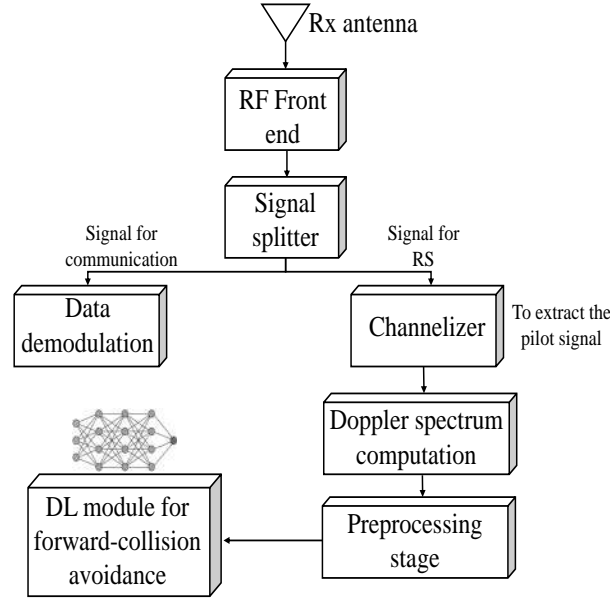 Rx antenna
RF Front
end
Signal
splitter
Signal for
communication
Signal for
RS
Data
demodulation
Channelizer
To extract the
pilot signal
Doppler spectrum
computation
DL module for
forward-collision
avoidance
Preprocessing
stage